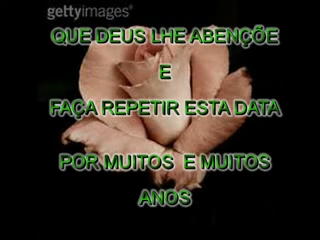 gettyimages®
QUE DEUS LHE ABENÇÕE
E
FAÇA REPETIR ESTA DATA
POR MUITOS E MUITOS
ANOS